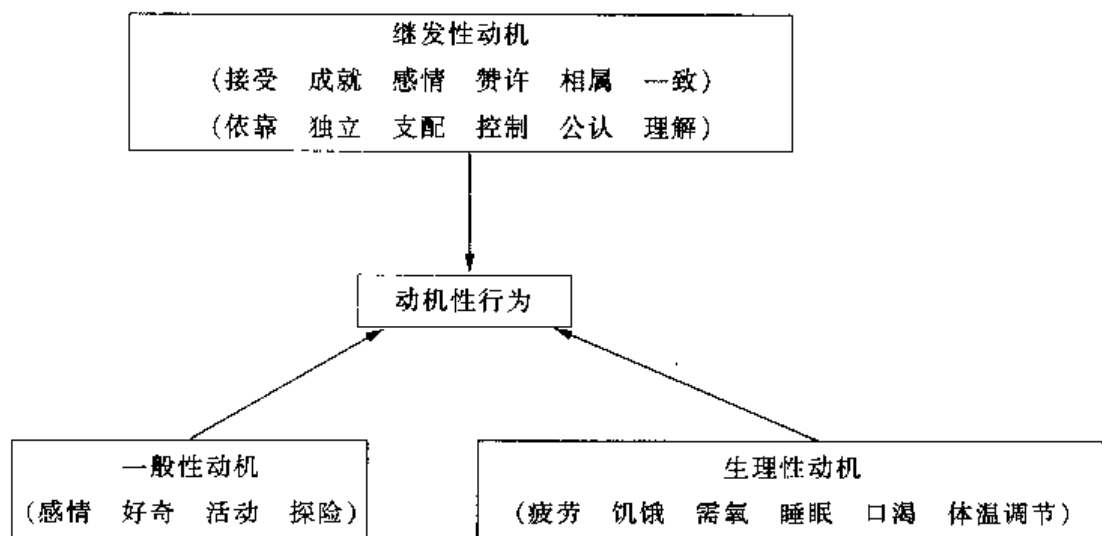 继发性动机
(接受 成就 感情 赞许 相属 一致)
(依靠 独立 支配 控制 公认 理解)
动机性行为
一般性动机
(感情 好奇 活动 探险)
生理性动机
(疲劳 饥饿 需氧 睡眠 口渴 体温调节)